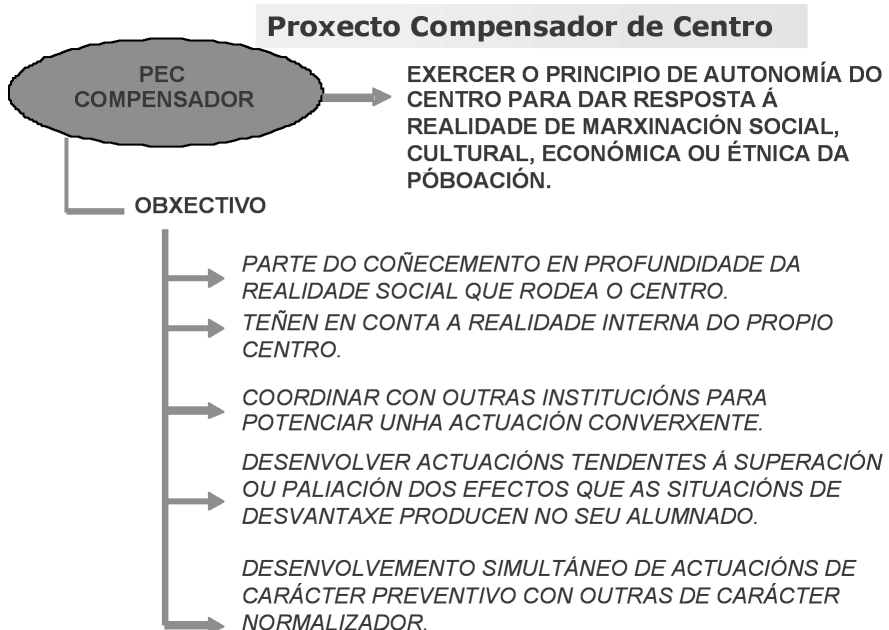 Proxecto Compensador de Centro
PEC
COMPENSADOR
EXERCER O PRINCIPIO DE AUTONOMÍA DO
CENTRO PARA DAR RESPOSTA Á
REALIDADE DE MARXINACIÓN SOCIAL,
CULTURAL, ECONÓMICA OU ÉTNICA DA
PÓBOACIÓN.
OBXECTIVO
PARTE DO COÑECEMENTO EN PROFUNDIDADE DA
REALIDADE SOCIAL QUE RODEA O CENTRO.
TEÑEN EN CONTA A REALIDADE INTERNA DO PROPIO
CENTRO.
COORDINAR CON OUTRAS INSTITUCIÓNS PARA
POTENCIAR UNHA ACTUACIÓN CONVERXENTE.
DESENVOLVER ACTUACIÓNS TENDENTES Á SUPERACIÓN
OU PALIACIÓN DOS EFECTOS QUE AS SITUACIÓNS DE
DESVANTAXE PRODUCEN NO SEU ALUMNADO.
DESENVOLVEMENTO SIMULTÁNEO DE ACTUACIÓNS DE
CARÁCTER PREVENTIVO CON OUTRAS DE CARÁCTER
NORMALIZADOR.